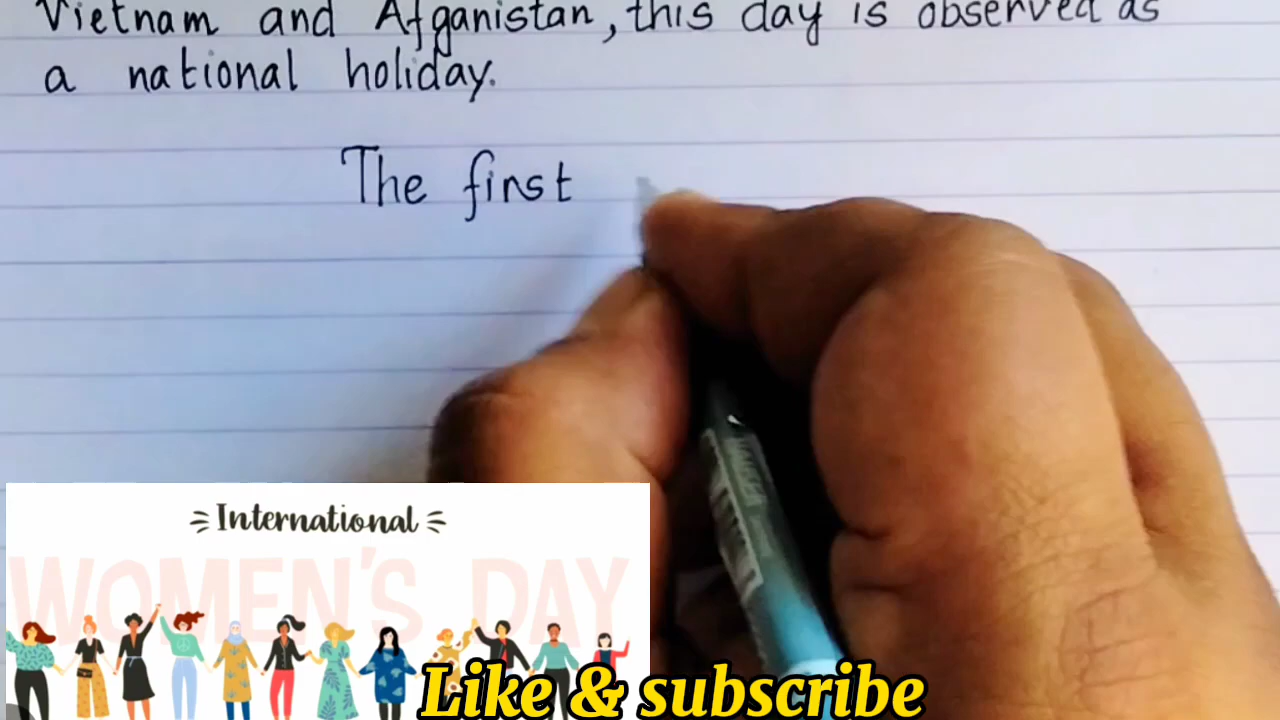 Vietnam and Afganistan, this day is observed as
a national holiday.
The first
International
WOMEN'S DAY
Like & subscribe